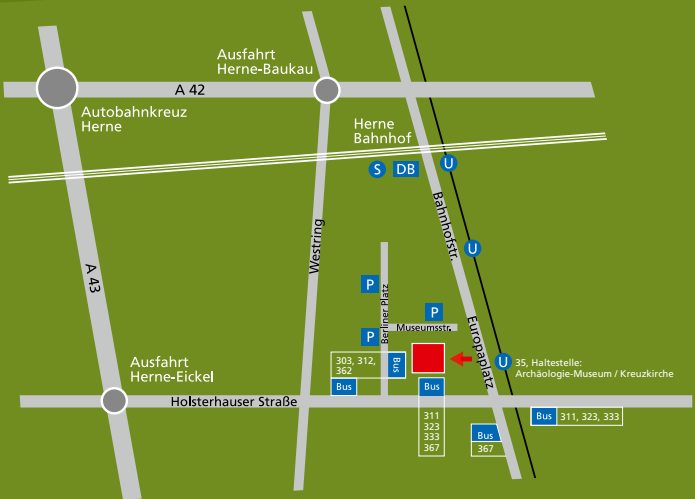 Ausfahrt
Herne-Baukau
A 42
Autobahnkreuz
Herne
Herne
Bahnhof
S DB U
Bahnhofstr.
Westring
U
A 43
P
Berliner Platz
P
Museumsstr.
Europaplatz
P
303, 312,
362
Bus
Bus
U 35, Haltestelle:
Archäologie-Museum / Kreuzkirche
Ausfahrt
Herne-Eickel
Holsterhauser Straße
Bus
311
323
333
367
Bus
367
Bus 311, 323, 333